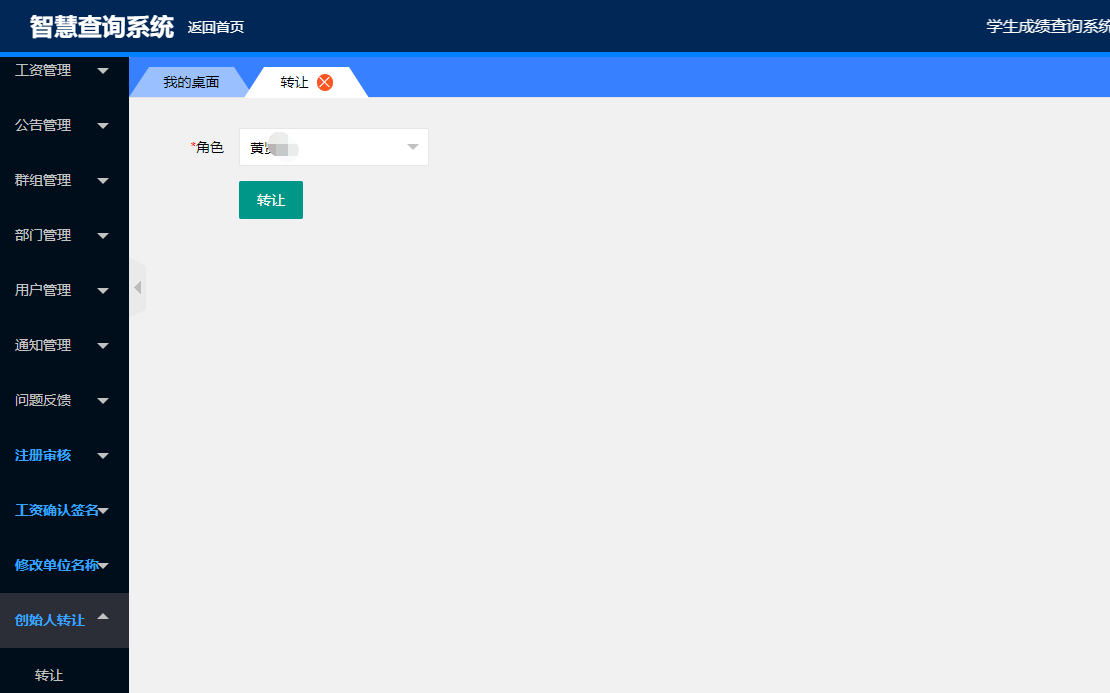 智慧查询系统 返回首页 学生成绩查询系统
我的桌面 转让
工资管理
公告管理
群组管理
部门管理
用户管理
通知管理
问题反馈
注册审核
工资确认签名
修改单位名称
创始人转让
转让
*角色 黄
转让